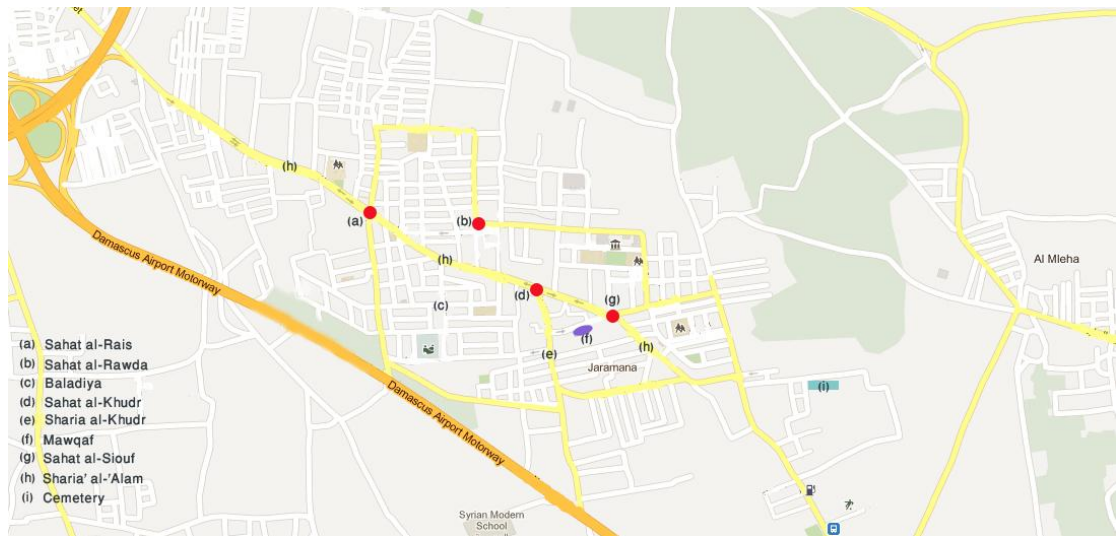 (h)
(a)
(b)
(h)
Damascus Airport Motorway
Al Mleha
(d)
(c)
(g)
(f)
(h)
(e)
Jaramana
(i)
Damascus Airport Motorway
(a) Sahat al-Rais
(b) Sahat al-Rawda
(c) Baladiya
(d) Sahat al-Khudr
(e) Sharia al-Khudr
(f) Mawqaf
(g) Sahat al-Siouf
(h) Sharia' al-'Alam
(i) Cemetery
Syrian Modern
School